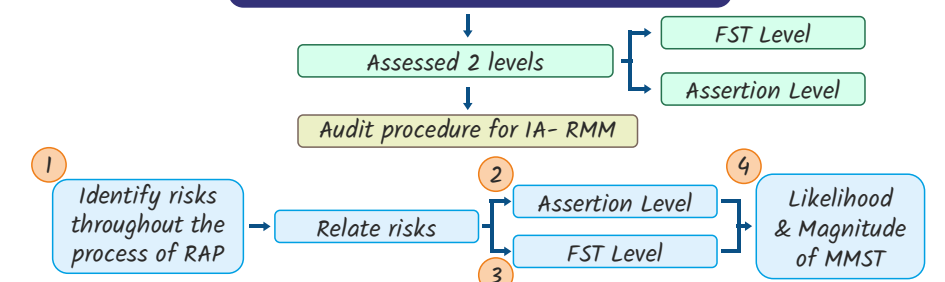 FST Level
Assessed 2 levels
Assertion Level
Audit procedure for IA- RMM
1
Identify risks
throughout the
process of RAP
Relate risks
2
Assertion Level
3
FST Level
4
Likelihood
& Magnitude
of MMST